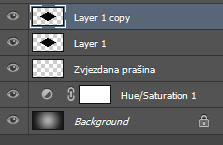 Layer 1 copy
Layer 1
Zvjezdana prašina
Hue/Saturation 1
Background